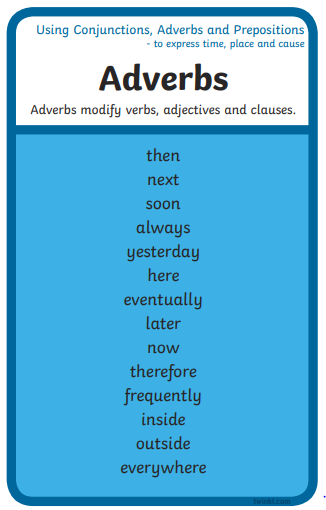 Using Conjunctions, Adverbs and Prepositions
- to express time, place and cause
Adverbs
Adverbs modify verbs, adjectives and clauses.
then
next
soon
always
yesterday
here
eventually
later
now
therefore
frequently
inside
outside
everywhere
twinkl.com